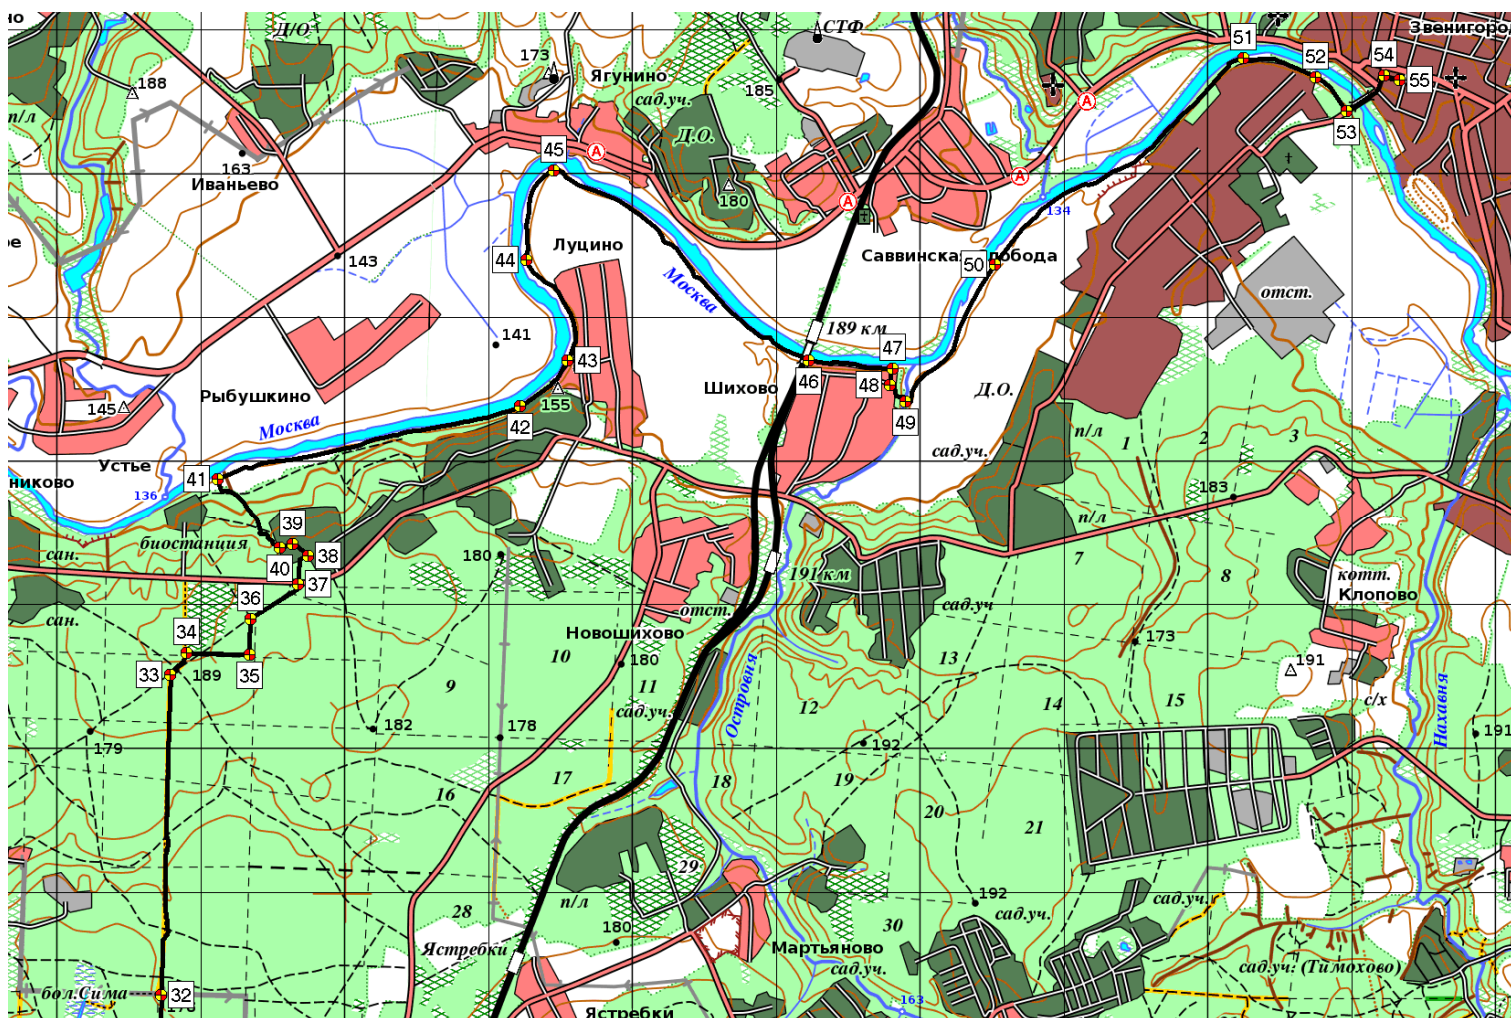 но
Д/О.
СТФ
Звенигород
51
173
Ягунино
52
54
55
188
185
сад.уч.
А
п/л
Д.О.
53
163
45
А
Иваньево
180
А
А
134
ре
143
44
Луцино
Саввинская Слобода
50
Москва
отст.
141
189 км
47
43
46
48
Шихово
Рыбушкино
155
Д.О.
145
42
49
Москва
п/л
1
2
3
сад.уч.
Устье
41
никово
136
183
39
п/л
биостанция
38
сан.
180
7
40
37
191 км
8
котт.
36
Клопово
сад.уч
сан.
отст.
34
Новошихово
173
33
189
35
10
180
13
191
9
11
сад.уч.
Островня
12
14
15
с/х
Нахавня
182
178
179
192
191
17
18
19
16
20
21
29
28
п/л
192
сад.уч.
сад.уч.
180
30
Ястребки
Мартьяново
сад.уч.
сад.уч. (Тимохово)
бол.Сима
32
178
163
Ястребки